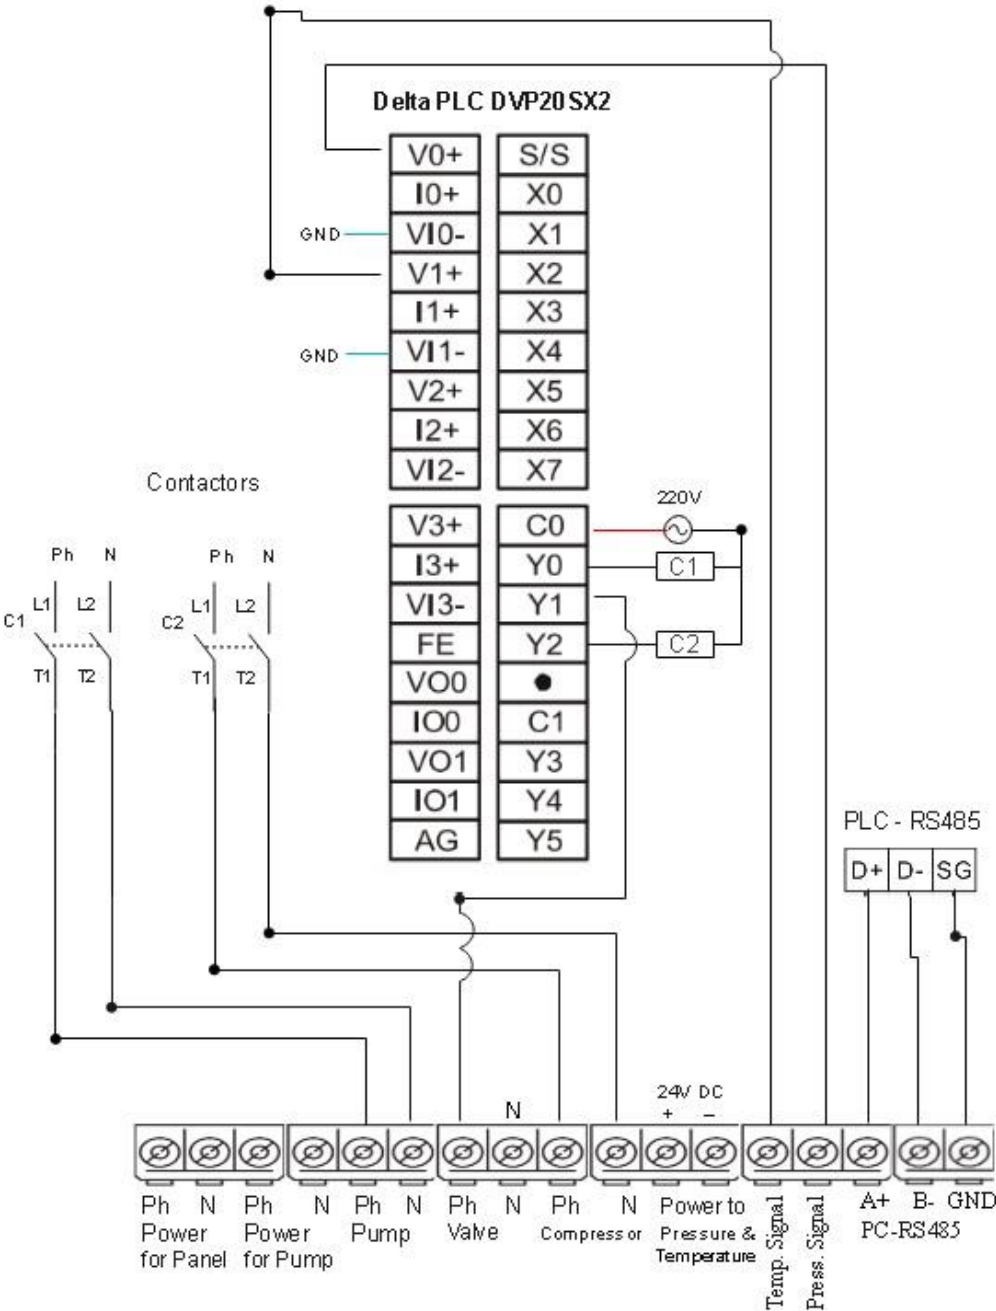 Delta PLC DVP20SX2
V0+ S/S
I0+ X0
GND VI0- X1
V1+ X2
I1+ X3
GND VI1- X4
V2+ X5
I2+ X6
VI2- X7
Contactors
220V
V3+ C0
I3+ Y0 C1
VI3- Y1
FE Y2 C2
VO0
IO0 C1
VO1 Y3
IO1 Y4
AG Y5
Ph N Ph N
L1 L2 L1 L2
C1 C2
T1 T2 T1 T2
PLC - RS485
D+ D- SG
24V DC
N + -
Ph N Ph N Ph N Ph N Ph N Power to A+ B- GND
Power Power Pump Valve Compressor Pressure & PC-RS485
for Panel for Pump Temperature
Temp. Signal
Press. Signal